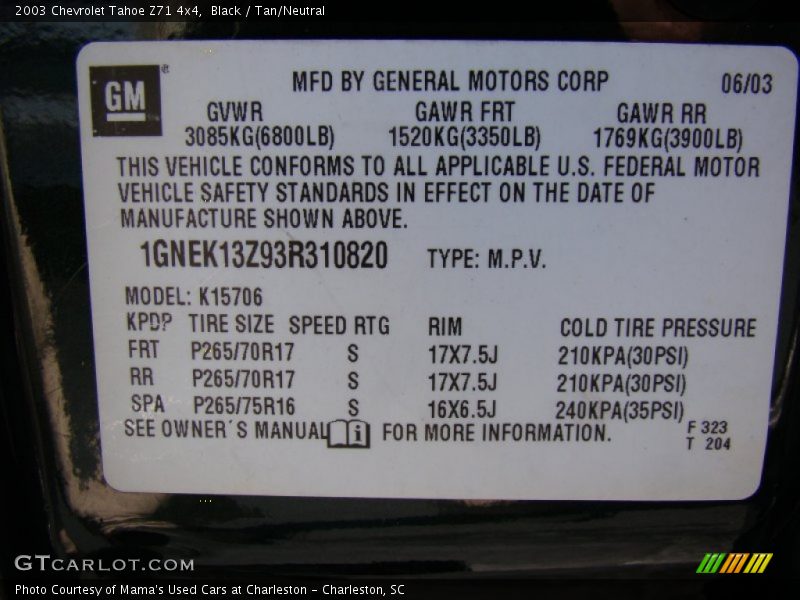 2003 Chevrolet Tahoe Z71 4x4, Black / Tan/Neutral
GM
®
MFD BY GENERAL MOTORS CORP 06/03
GVWR GAWR FRT GAWR RR
3085KG(6800LB) 1520KG(3350LB) 1769KG(3900LB)
THIS VEHICLE CONFORMS TO ALL APPLICABLE U.S. FEDERAL MOTOR
VEHICLE SAFETY STANDARDS IN EFFECT ON THE DATE OF
MANUFACTURE SHOWN ABOVE.
1GNEK13Z93R310820 TYPE: M.P.V.
MODEL: K15706
KPDP TIRE SIZE SPEED RTG RIM COLD TIRE PRESSURE
FRT P265/70R17 S 17X7.5J 210KPA(30PSI)
RR P265/70R17 S 17X7.5J 210KPA(30PSI)
SPA P265/75R16 S 16X6.5J 240KPA(35PSI)
SEE OWNER´S MANUAL i FOR MORE INFORMATION.
F 323
T 204
GTCARLOT.COM
Photo Courtesy of Mama's Used Cars at Charleston - Charleston, SC